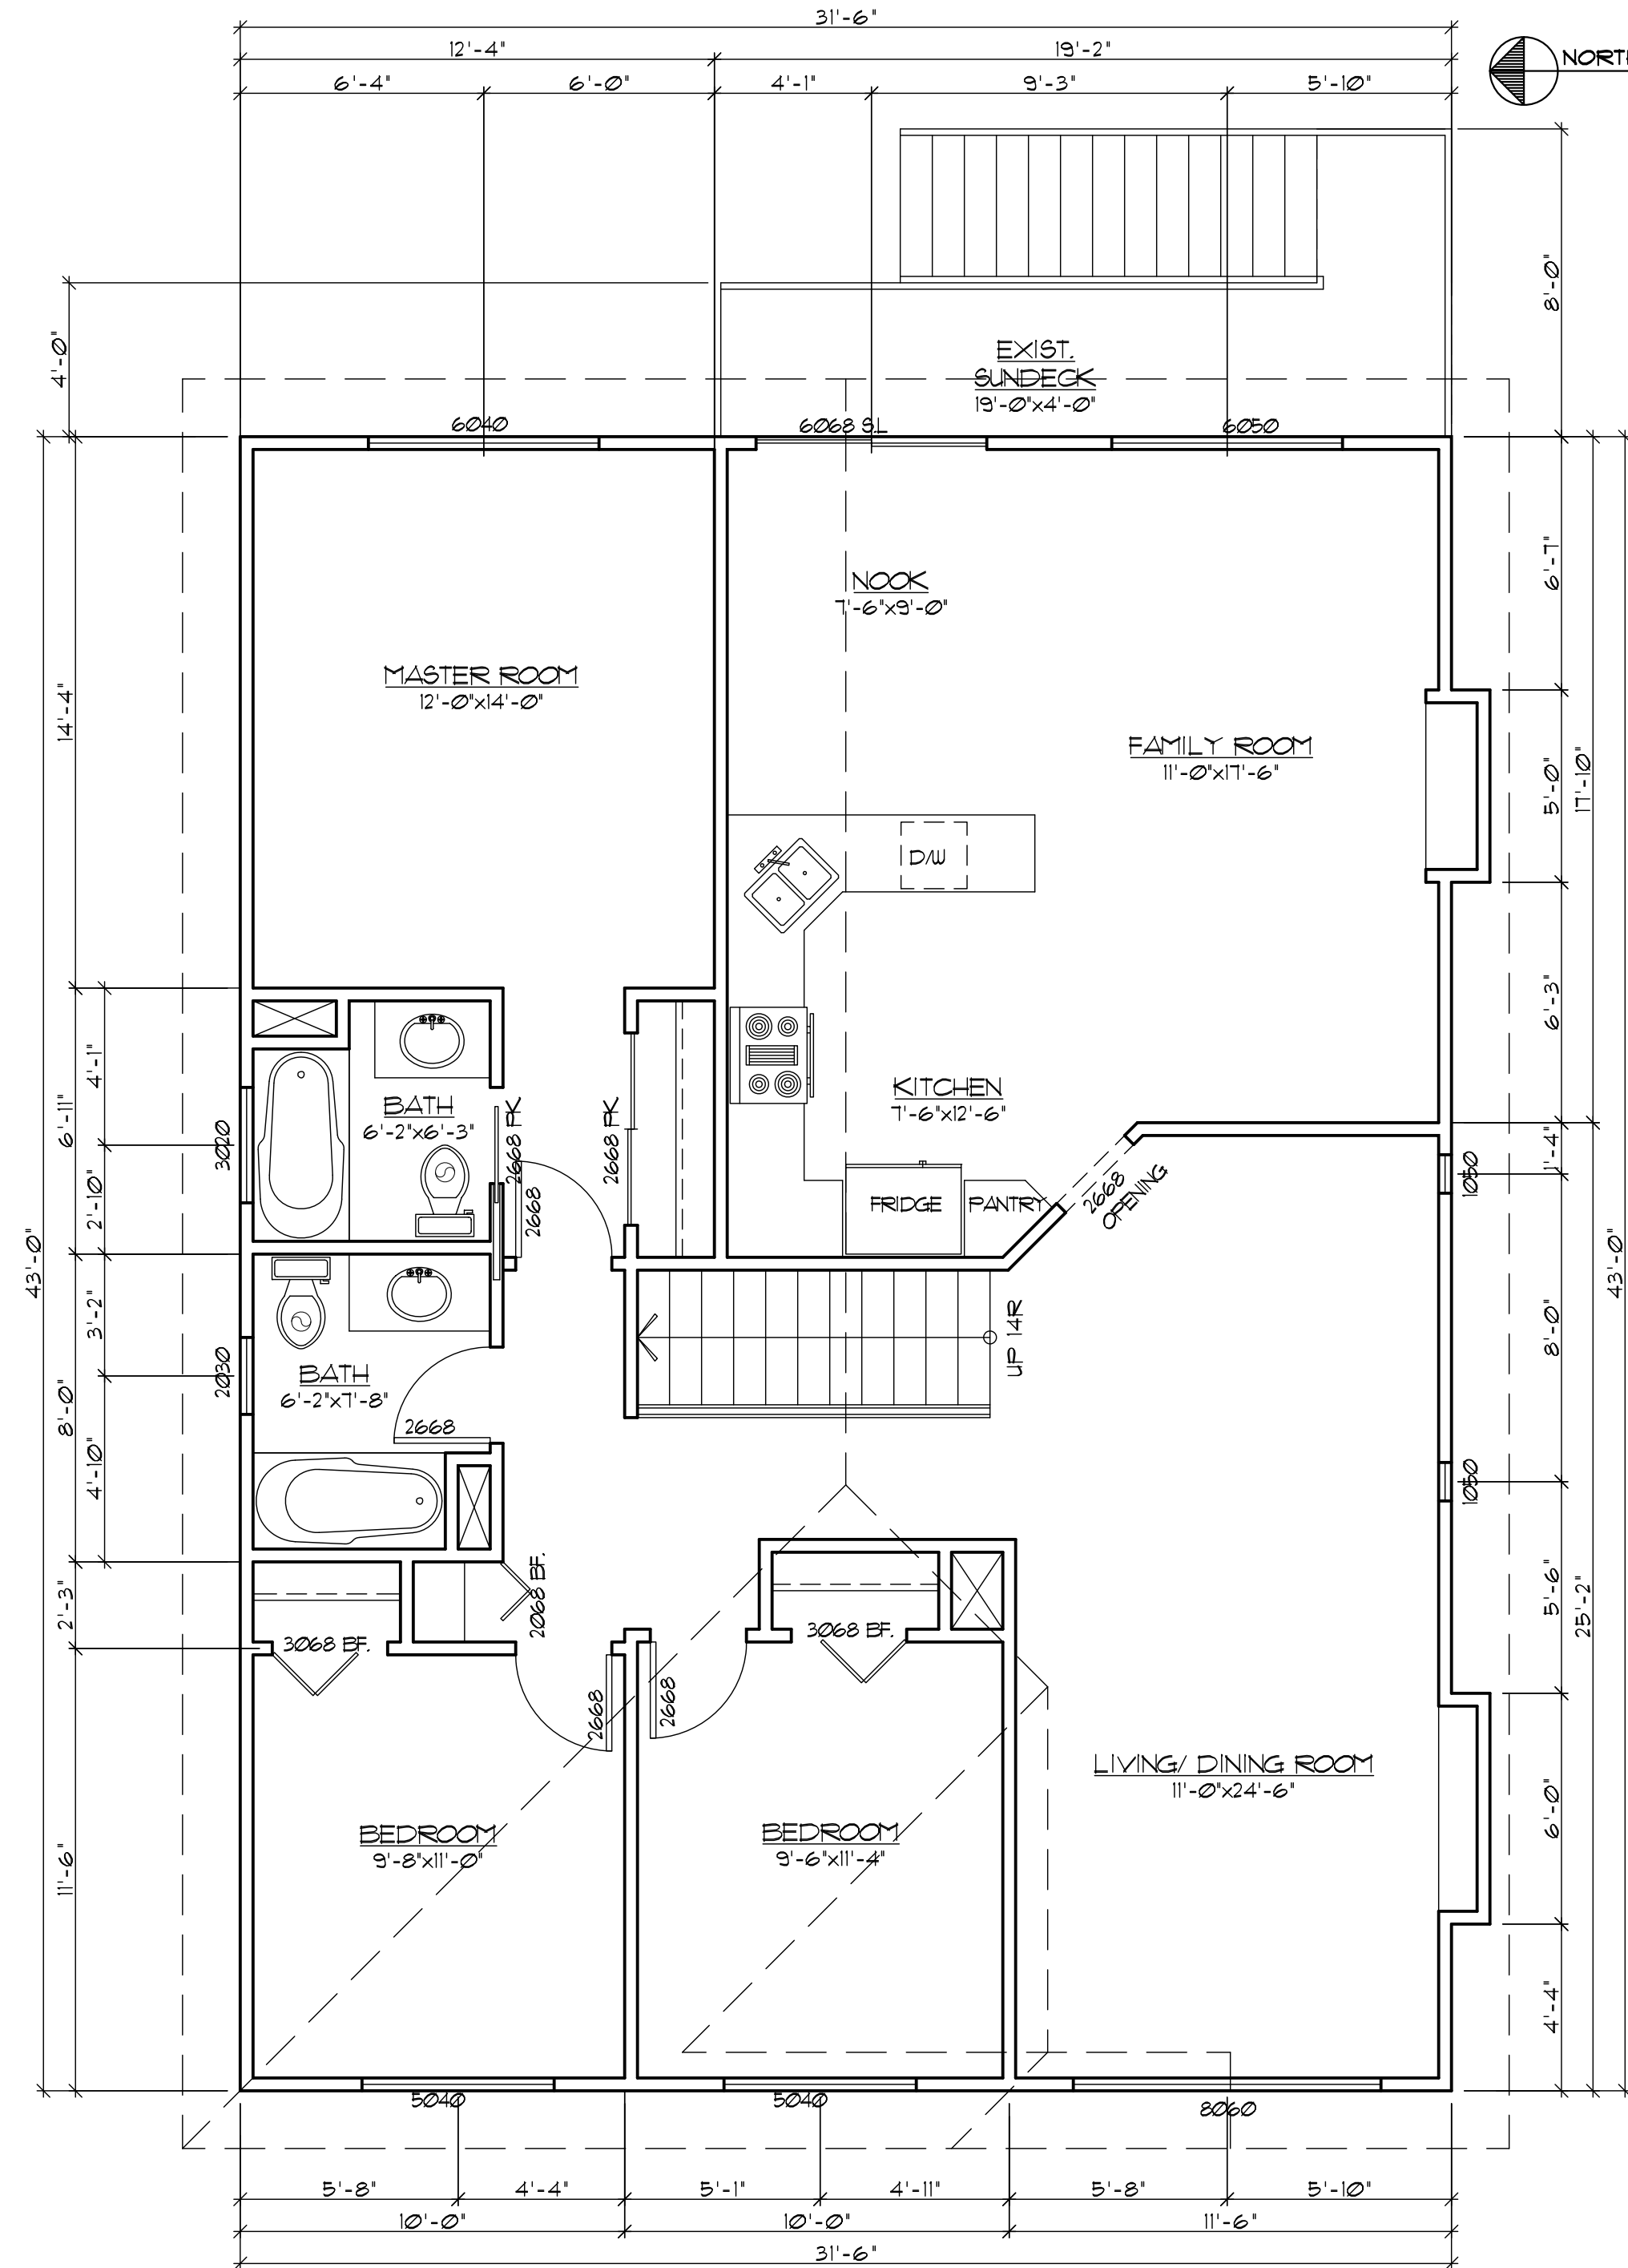 31'-6"
12'-4" 19'-2"
6'-4" 6'-0" 4'-1" 9'-3" 5'-10"
8'-0"
4'-0"
EXIST.
SUNDECK
19'-0"x4'-0"
6040 6068 SL 6050
NOOK
7'-6"x9'-0"
6'-7"
MASTER ROOM
12'-0"x14'-0"
14'-4"
FAMILY ROOM
11'-0"x17'-6"
5'-0"
17'-10"
D/W
6'-3"
4'-1"
6'-11"
2'-10"
3020
BATH
6'-2"x6'-3"
2668 PK
2668 PK
2668
KITCHEN
7'-6"x12'-6"
FRIDGE
PANTRY
2668
OPENING
1'-4"
1050
43'-0"
3'-2"
8'-0"
4'-10"
2030
BATH
6'-2"x7'-8"
2668
UP 14R
8'-0"
43'-0"
1050
2'-3"
2068 BF.
3068 BF.
3068 BF.
5'-6"
25'-2"
2668
2668
LIVING/ DINING ROOM
11'-0"x24'-6"
6'-0"
BEDROOM
9'-8"x11'-0"
BEDROOM
9'-6"x11'-4"
11'-6"
4'-4"
5040 5040 8060
5'-8" 4'-4" 5'-1" 4'-11" 5'-8" 5'-10"
10'-0" 10'-0" 11'-6"
31'-6"